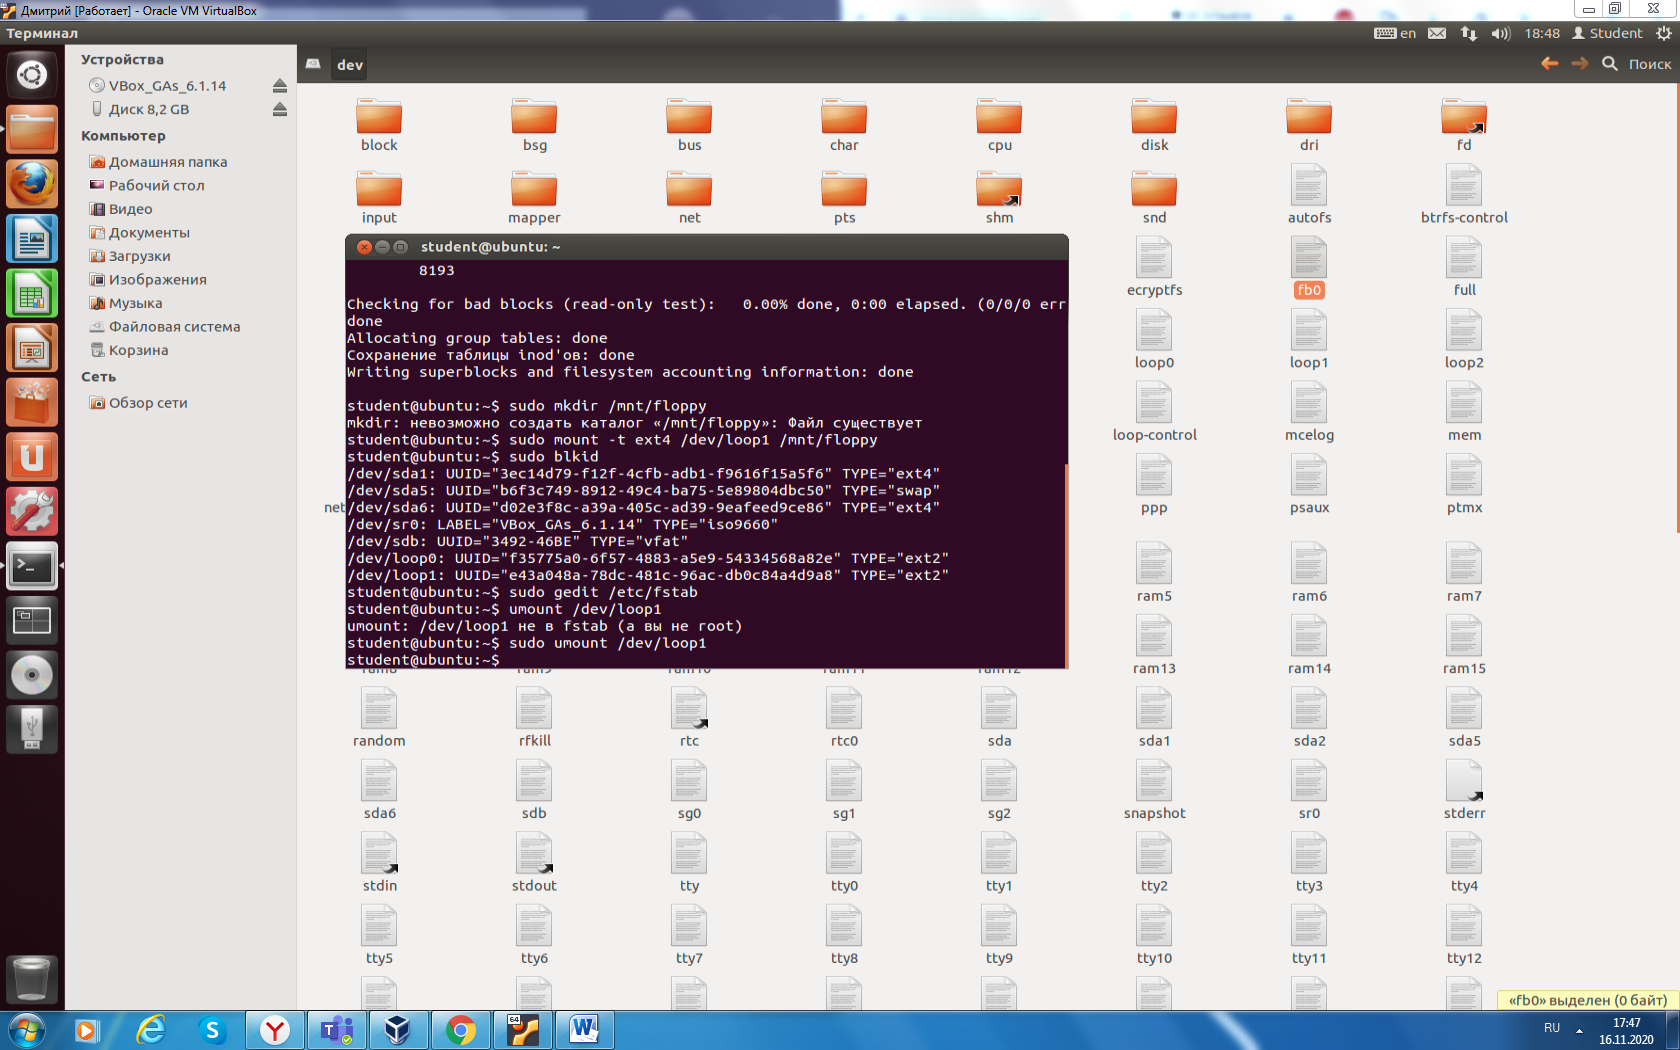 Дмитрий [Работает] - Oracle VM VirtualBox
Терминал
en
18:48
Student
Устройства
VBox_GAs_6.1.14
Диск 8,2 GB
Компьютер
Домашняя папка
Рабочий стол
Видео
Документы
Загрузки
Изображения
Музыка
Файловая система
Корзина
Сеть
Обзор сети
dev
Поиск
block bsg bus char cpu disk dri fd
input mapper net pts shm snd autofs btrfs-control
ecryptfs fb0 full
loop0 loop1 loop2
loop-control mcelog mem
net
ppp psaux ptmx
ram5 ram6 ram7
ram13 ram14 ram15
student@ubuntu: ~
8193
Checking for bad blocks (read-only test):   0.00% done, 0:00 elapsed. (0/0/0 err
done
Allocating group tables: done
Сохранение таблицы inod'ов: done
Writing superblocks and filesystem accounting information: done
student@ubuntu:~$ sudo mkdir /mnt/floppy
mkdir: невозможно создать каталог «/mnt/floppy»: Файл существует
student@ubuntu:~$ sudo mount -t ext4 /dev/loop1 /mnt/floppy
student@ubuntu:~$ sudo blkid
/dev/sda1: UUID="3ec14d79-f12f-4cfb-adb1-f9616f15a5f6" TYPE="ext4"
/dev/sda5: UUID="b6f3c749-8912-49c4-ba75-5e89804dbc50" TYPE="swap"
/dev/sda6: UUID="d02e3f8c-a39a-405c-ad39-9eafeed9ce86" TYPE="ext4"
/dev/sr0: LABEL="VBox_GAs_6.1.14" TYPE="iso9660"
/dev/sdb: UUID="3492-46BE" TYPE="vfat"
/dev/loop0: UUID="f35775a0-6f57-4883-a5e9-54334568a82e" TYPE="ext2"
/dev/loop1: UUID="e43a048a-78dc-481c-96ac-db0c84a4d9a8" TYPE="ext2"
student@ubuntu:~$ sudo gedit /etc/fstab
student@ubuntu:~$ umount /dev/loop1
umount: /dev/loop1 не в fstab (а вы не root)
student@ubuntu:~$ sudo umount /dev/loop1
student@ubuntu:~$
random rfkill rtc rtc0 sda sda1 sda2 sda5
sda6 sdb sg0 sg1 sg2 snapshot sr0 stderr
stdin stdout tty tty0 tty1 tty2 tty3 tty4
tty5 tty6 tty7 tty8 tty9 tty10 tty11 tty12
«fb0» выделен (0 байт)
RU
17:47
16.11.2020